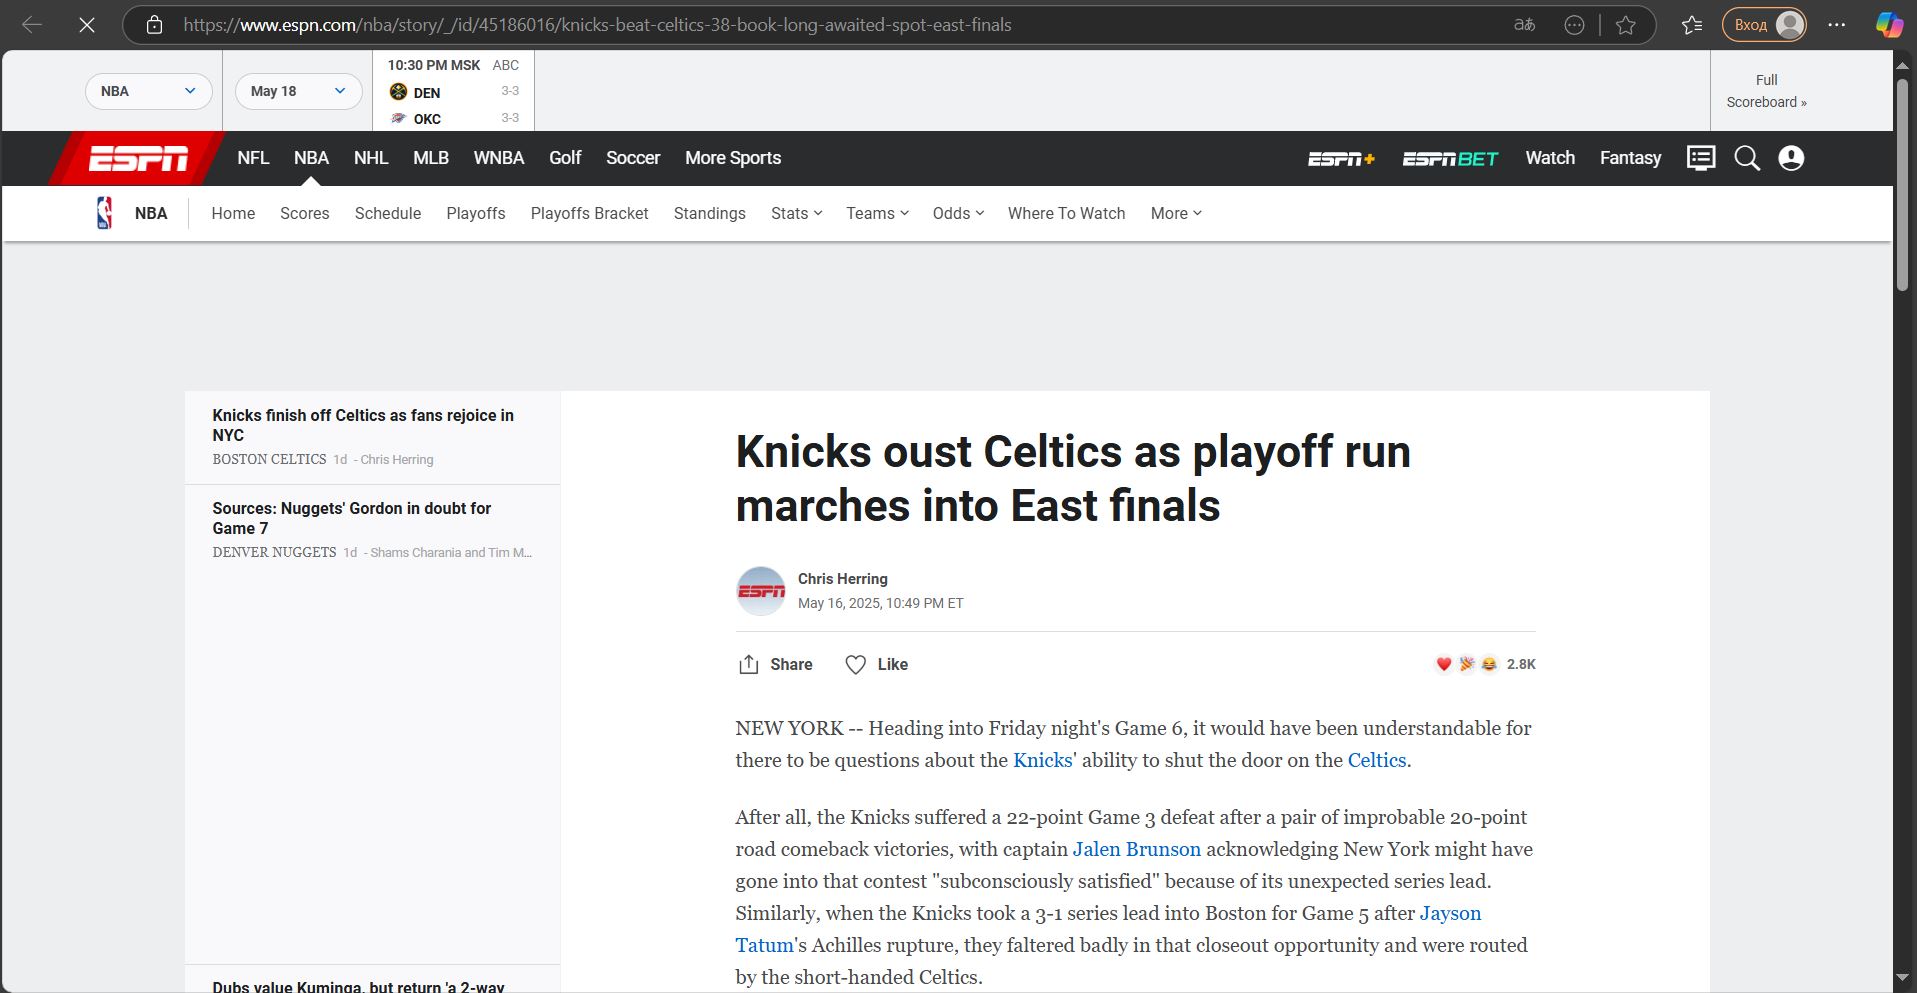 https://www.espn.com/nba/story/_/id/45186016/knicks-beat-celtics-38-book-long-awaited-spot-east-finals
aあ
Вход
NBA
May 18
10:30 PM MSK ABC
DEN 3-3
OKC 3-3
Full
Scoreboard »
ESPN NFL NBA NHL MLB WNBA Golf Soccer More Sports ESPN+ ESPN BET Watch Fantasy
NBA Home Scores Schedule Playoffs Playoffs Bracket Standings Stats Teams Odds Where To Watch More
Knicks finish off Celtics as fans rejoice in
NYC
BOSTON CELTICS 1d - Chris Herring
Sources: Nuggets' Gordon in doubt for
Game 7
DENVER NUGGETS 1d - Shams Charania and Tim M...
Dubs value Kuminga, but return 'a 2-way
Knicks oust Celtics as playoff run
marches into East finals
ESPN
Chris Herring
May 16, 2025, 10:49 PM ET
Share Like 2.8K
NEW YORK -- Heading into Friday night's Game 6, it would have been understandable for
there to be questions about the Knicks' ability to shut the door on the Celtics.
After all, the Knicks suffered a 22-point Game 3 defeat after a pair of improbable 20-point
road comeback victories, with captain Jalen Brunson acknowledging New York might have
gone into that contest "subconsciously satisfied" because of its unexpected series lead.
Similarly, when the Knicks took a 3-1 series lead into Boston for Game 5 after Jayson
Tatum's Achilles rupture, they faltered badly in that closeout opportunity and were routed
by the short-handed Celtics.